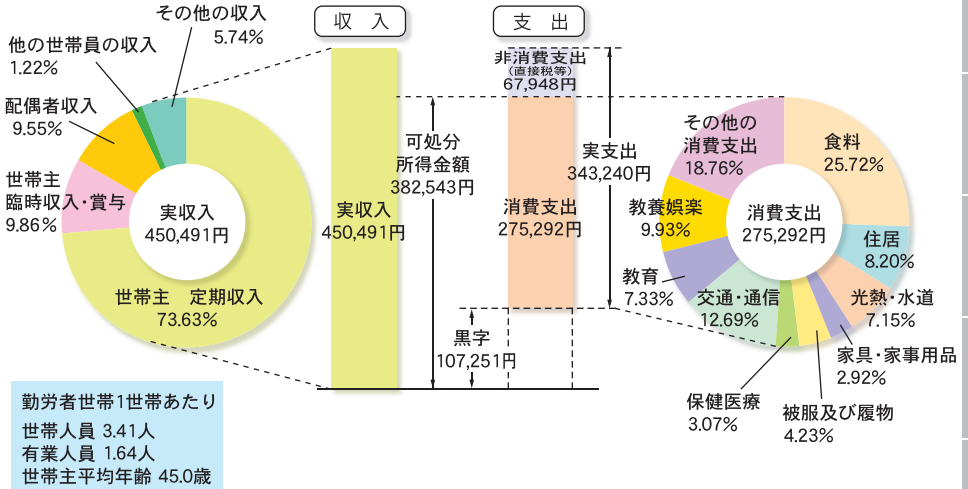 収 入
支 出
その他の収入
5.74%
他の世帯員の収入
1.22%
配偶者収入
9.55%
世帯主
臨時収入・賞与
9.86%
実収入
450,491円
世帯主 定期収入
73.63%
実収入
450,491円
可処分
所得金額
382,543円
非消費支出
(直接税等)
67,948円
消費支出
275,292円
実支出
343,240円
黒字
107,251円
その他の
消費支出
18.76%
食料
25.72%
教養娯楽
9.93%
消費支出
275,292円
住居
8.20%
教育
7.33%
交通・通信
12.69%
光熱・水道
7.15%
家具・家事用品
2.92%
保健医療
3.07%
被服及び履物
4.23%
勤労者世帯1世帯あたり
世帯人員 3.41人
有業人員 1.64人
世帯主平均年齢 45.0歳